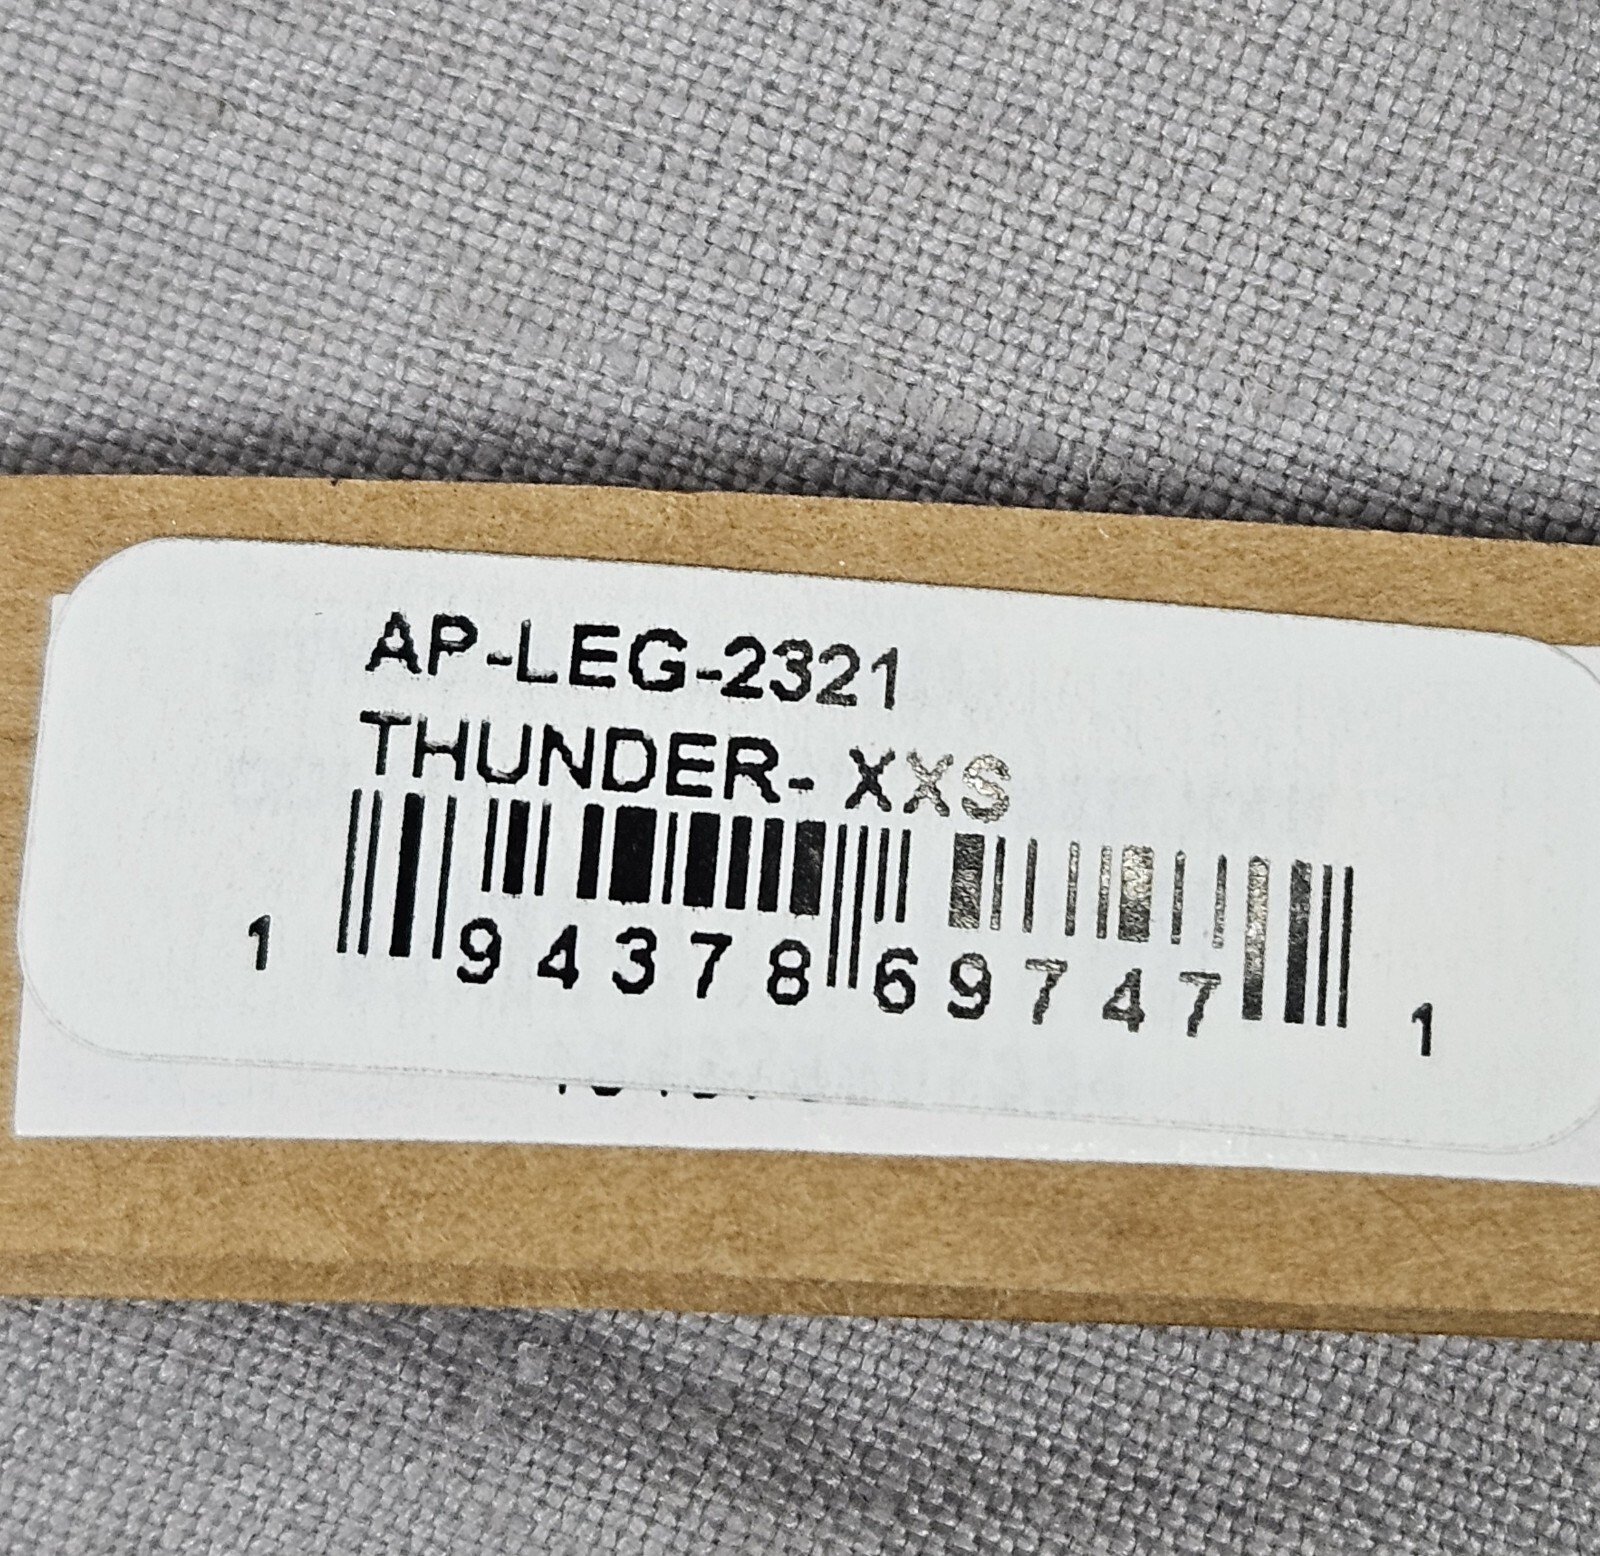 AP-LEG-2321
THUNDER- XXS
1 94378 69747 1